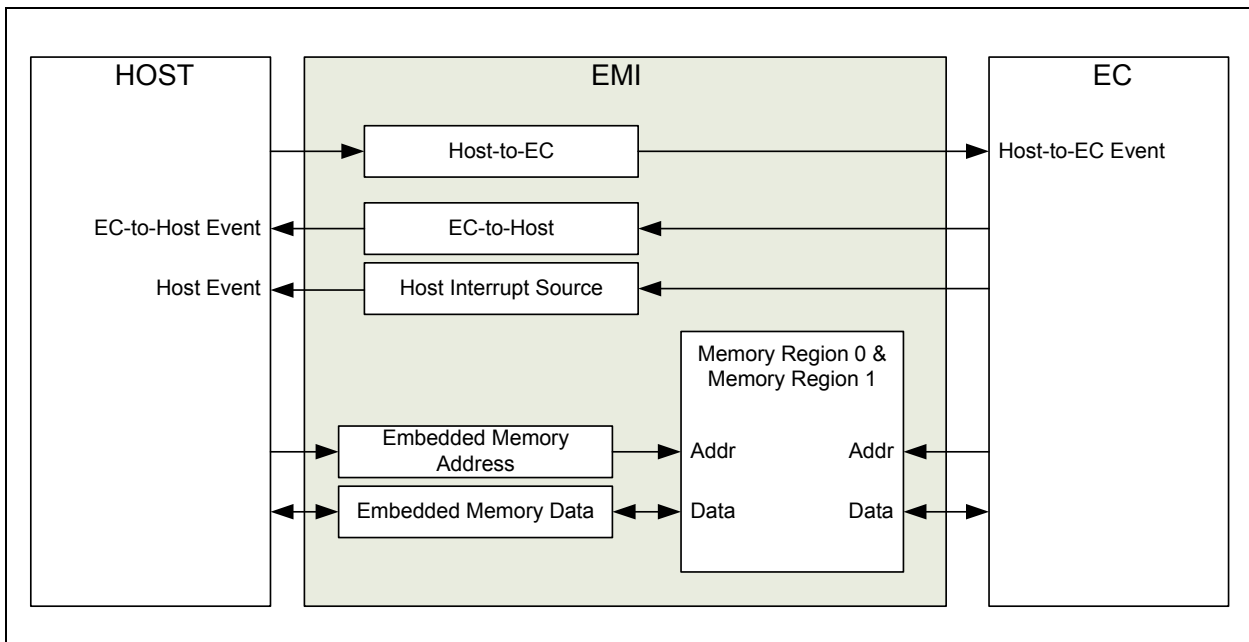 HOST
EMI
EC
Host-to-EC
Host-to-EC Event
EC-to-Host Event
EC-to-Host
Host Event
Host Interrupt Source
Memory Region 0 &
Memory Region 1
Embedded Memory
Address
Addr
Addr
Embedded Memory Data
Data
Data